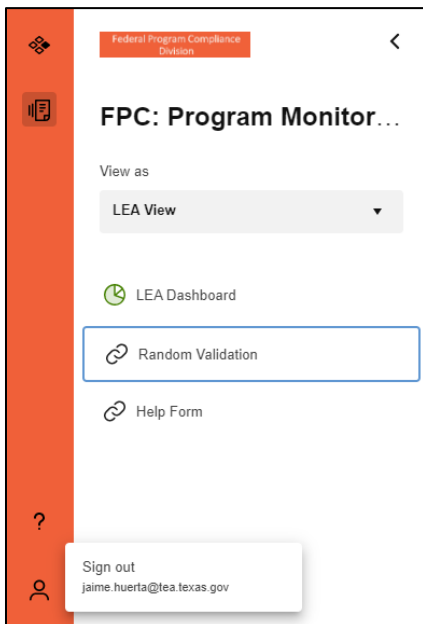 Federal Program Compliance
Division
FPC: Program Monitor...
View as
LEA View
LEA Dashboard
Random Validation
Help Form
?
Sign out
jaime.huerta@tea.texas.gov